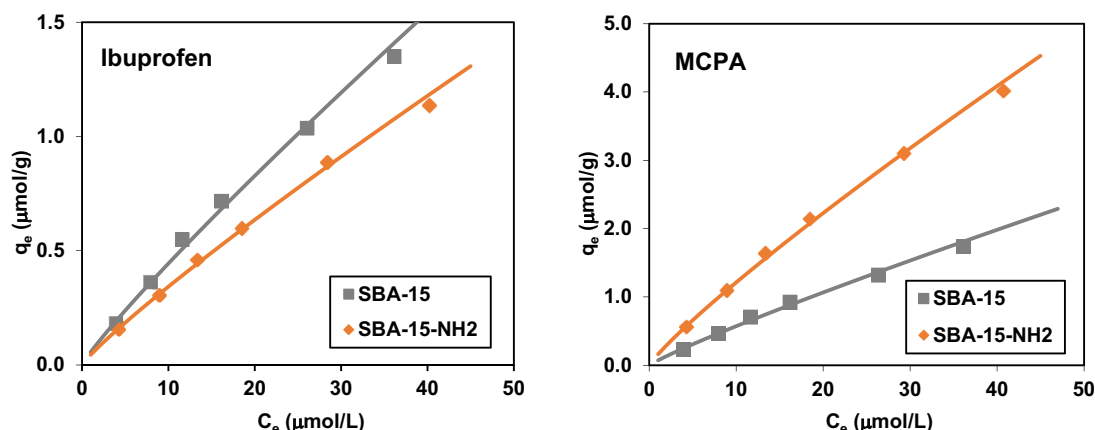 Ibuprofen
1.5
1.0
0.5
0.0
qe (μmol/g)
0
10
20
30
40
50
Ce (μmol/L)
SBA-15
SBA-15-NH2
MCPA
5.0
4.0
3.0
2.0
1.0
0.0
qe (μmol/g)
0
10
20
30
40
50
Ce (μmol/L)
SBA-15
SBA-15-NH2